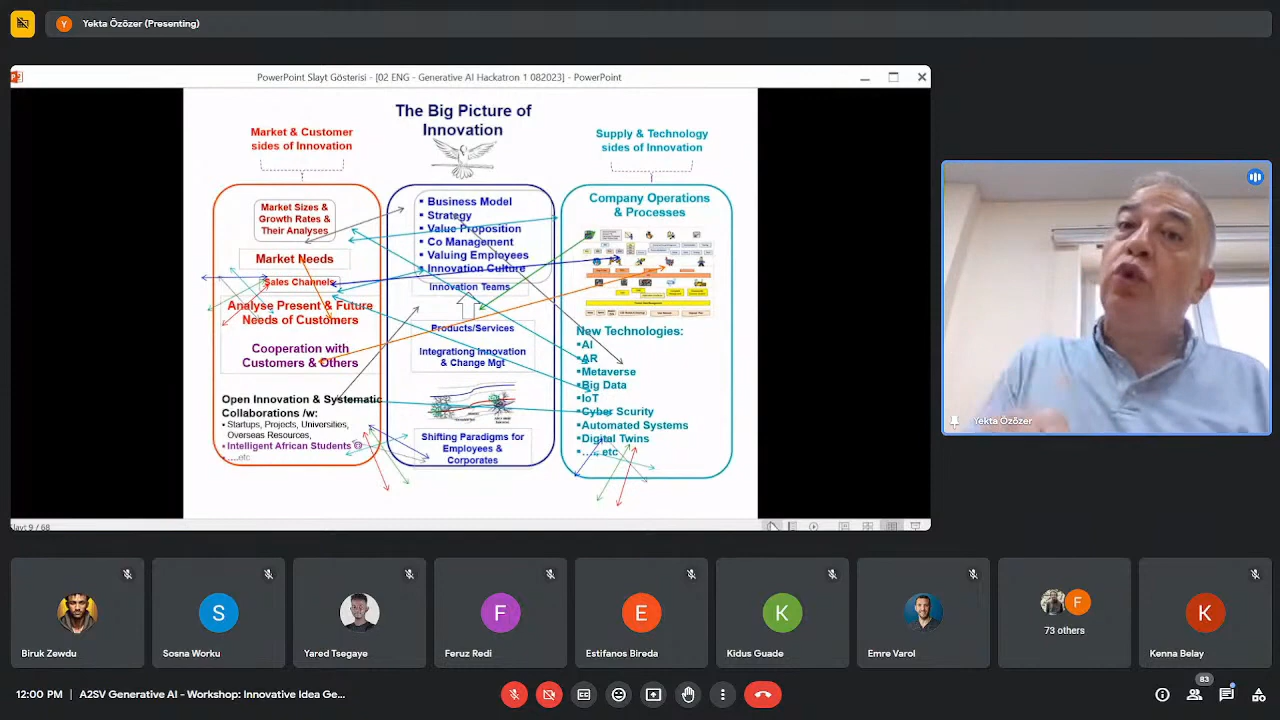 Yekta Özözer (Presenting)
PowerPoint Slayt Gösterisi - [02 ENG - Generative AI Hackatron 1 082023] - PowerPoint
The Big Picture of
Innovation
Market & Customer
sides of Innovation
Market Sizes &
Growth Rates &
Their Analyses
Market Needs
Sales Channels
Analyse Present & Future
Needs of Customers
Cooperation with
Customers & Others
Open Innovation & Systematic
Collaborations /w:
• Startups, Projects, Universities,
Overseas Resources,
• Intelligent African Students ☺
• .....etc
▪ Business Model
▪ Strategy
▪ Value Proposition
▪ Co Management
▪ Valuing Employees
▪ Innovation Culture
Innovation Teams
Products/Services
Integrationg Innovation
& Change Mgt
Shifting Paradigms for
Employees &
Corporates
Supply & Technology
sides of Innovation
Company Operations
& Processes
New Technologies:
▪AI
▪AR
▪Metaverse
▪Big Data
▪IoT
▪Cyber Scurity
▪Automated Systems
▪Digital Twins
▪….. etc
Slayt 9 / 68
Yekta Özözer
Biruk Zewdu
S
Sosna Worku
Yared Tsegaye
F
Feruz Redi
E
Estifanos Bireda
K
Kidus Guade
Emre Varol
F
73 others
K
Kenna Belay
12:00 PM | A2SV Generative AI - Workshop: Innovative Idea Ge...
83